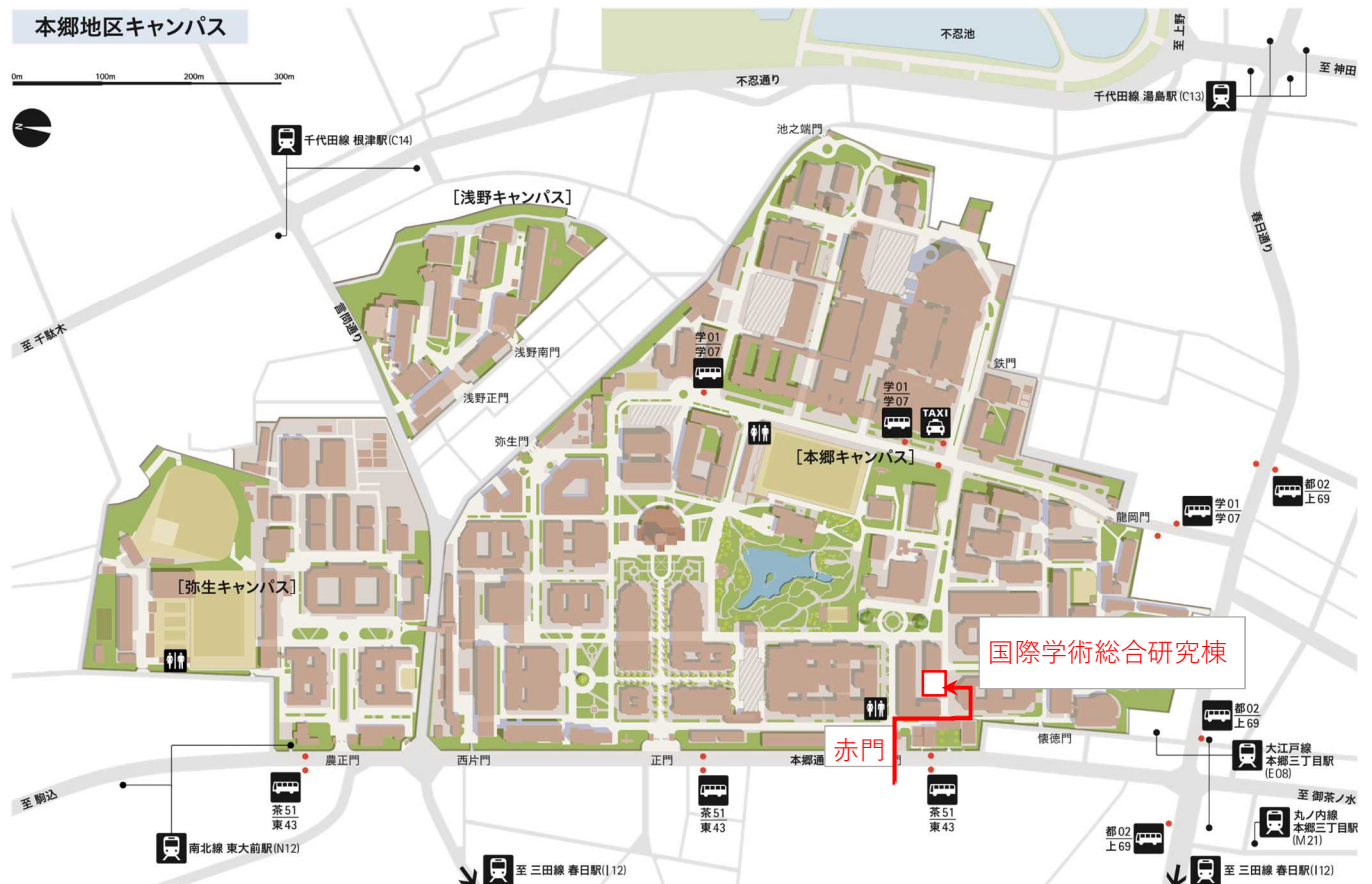 本郷地区キャンパス
0m 100m 200m 300m
N
不忍池
至 上野
至 神田
不忍通り
千代田線 湯島駅(C13)
千代田線 根津駅(C14)
池之端門
[浅野キャンパス]
春日通り
言問通り
至 千駄木
浅野南門
浅野正門
学01
学07
鉄門
学01
学07
TAXI
弥生門
[本郷キャンパス]
都02
上69
学01
学07
龍岡門
[弥生キャンパス]
国際学術総合研究棟
都02
上69
懐徳門
赤門
大江戸線
本郷三丁目駅
(E08)
農正門
西片門
正門
本郷通
門
至 駒込
至 御茶ノ水
茶51
東43
茶51
東43
茶51
東43
都02
上69
丸ノ内線
本郷三丁目駅
(M21)
南北線 東大前駅(N12)
至 三田線 春日駅(I12)
至 三田線 春日駅(I12)